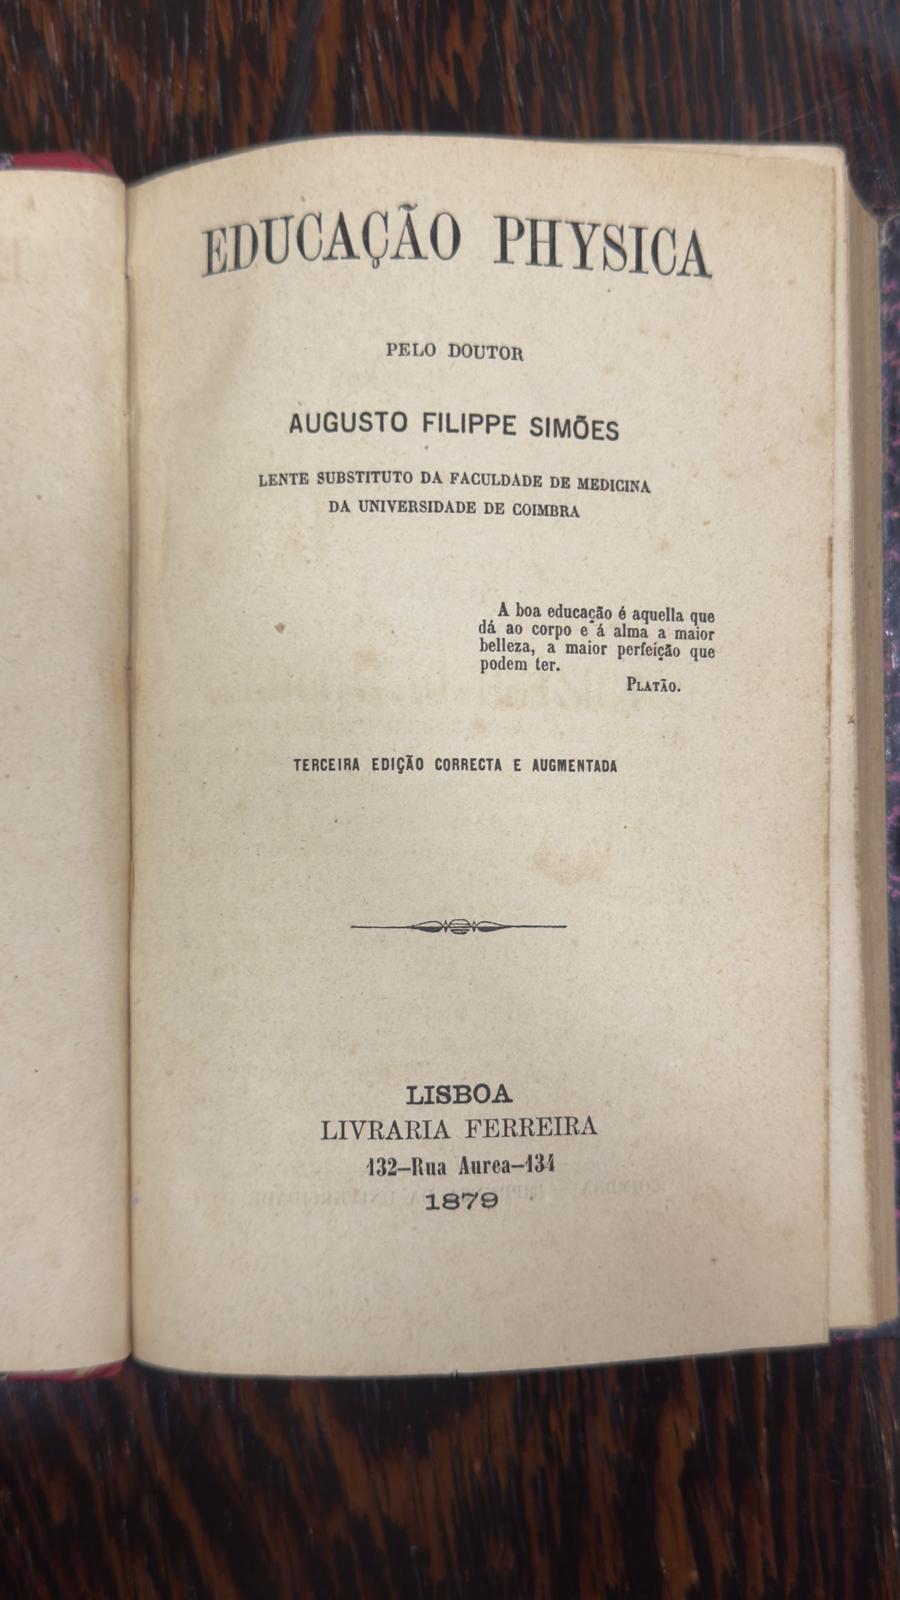 EDUCAÇÃO PHYSICA
PELO DOUTOR
AUGUSTO FILIPPE SIMÕES
LENTE SUBSTITUTO DA FACULDADE DE MEDICINA
DA UNIVERSIDADE DE COIMBRA
A boa educação é aquella que
dá ao corpo e á alma a maior
belleza, a maior perfeição que
podem ter.
PLATÃO.
TERCEIRA EDIÇÃO CORRECTA E AUGMENTADA
LISBOA
LIVRARIA FERREIRA
132—Rua Aurea—134
1879